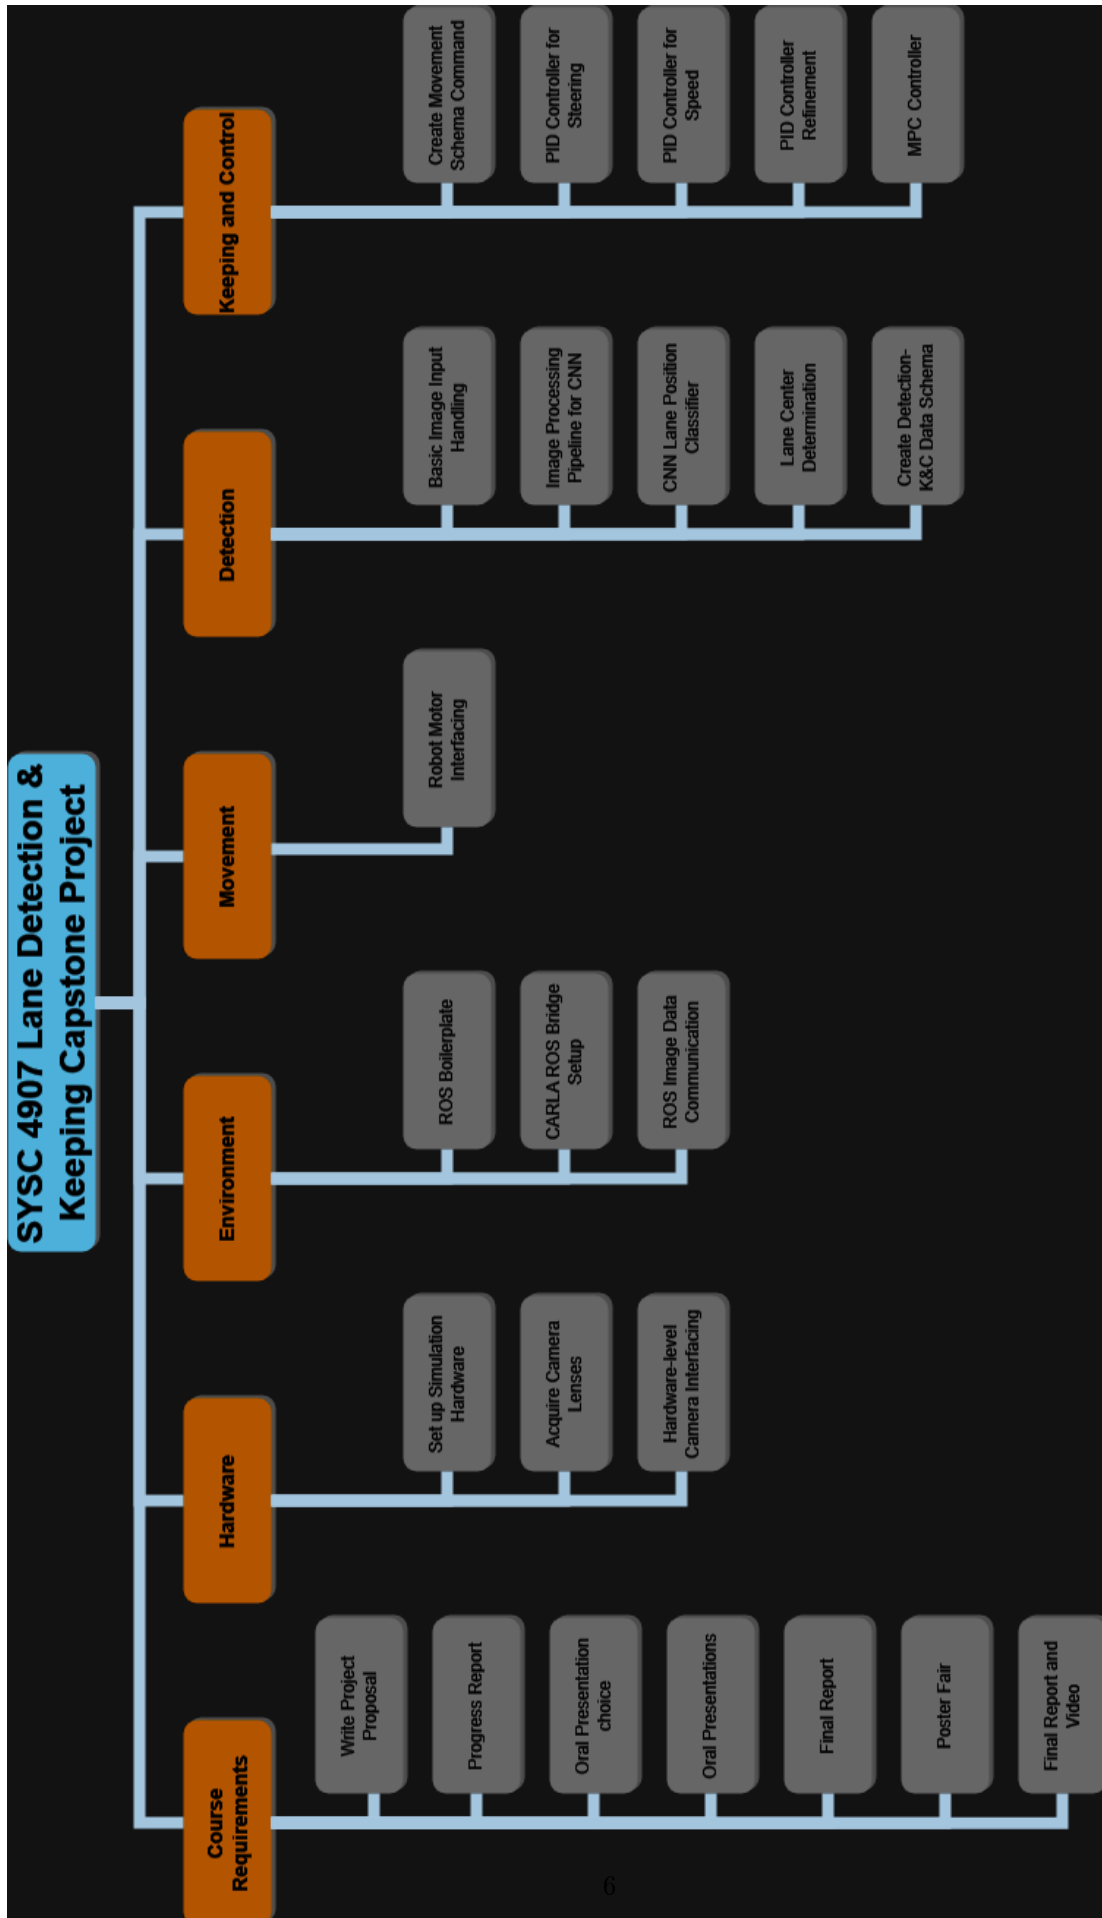 SYSC 4907 Lane Detection &
Keeping Capstone Project
Course
Requirements
Write Project
Proposal
Progress Report
Oral Presentation
choice
Oral Presentations
Final Report
Poster Fair
Final Report and
Video
Hardware
Set up Simulation
Hardware
Acquire Camera
Lenses
Hardware-level
Camera Interfacing
Environment
ROS Boilerplate
CARLA ROS Bridge
Setup
ROS Image Data
Communication
Movement
Robot Motor
Interfacing
Detection
Basic Image Input
Handling
Image Processing
Pipeline for CNN
CNN Lane Position
Classifier
Lane Center
Determination
Create Detection-
K&C Data Schema
Keeping and Control
Create Movement
Schema Command
PID Controller for
Steering
PID Controller for
Speed
PID Controller
Refinement
MPC Controller
6